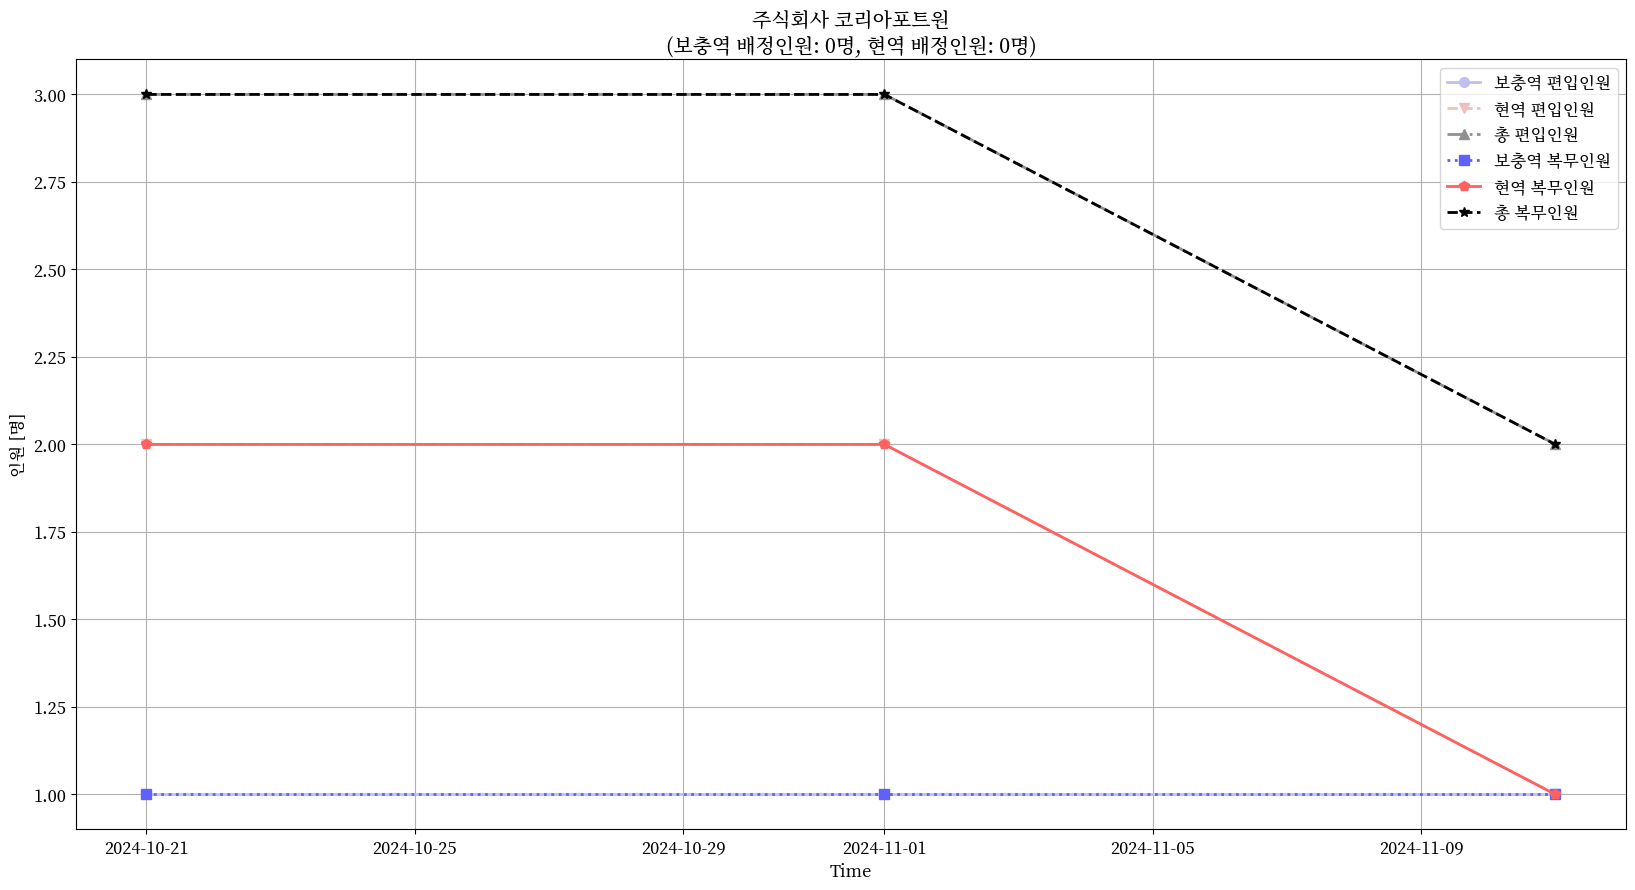 주식회사 코리아포트원
(보충역 배정인원: 0명, 현역 배정인원: 0명)
보충역 편입인원
현역 편입인원
총 편입인원
보충역 복무인원
현역 복무인원
총 복무인원
인원 [명]
3.00
2.75
2.50
2.25
2.00
1.75
1.50
1.25
1.00
2024-10-21
2024-10-25
2024-10-29
2024-11-01
2024-11-05
2024-11-09
Time